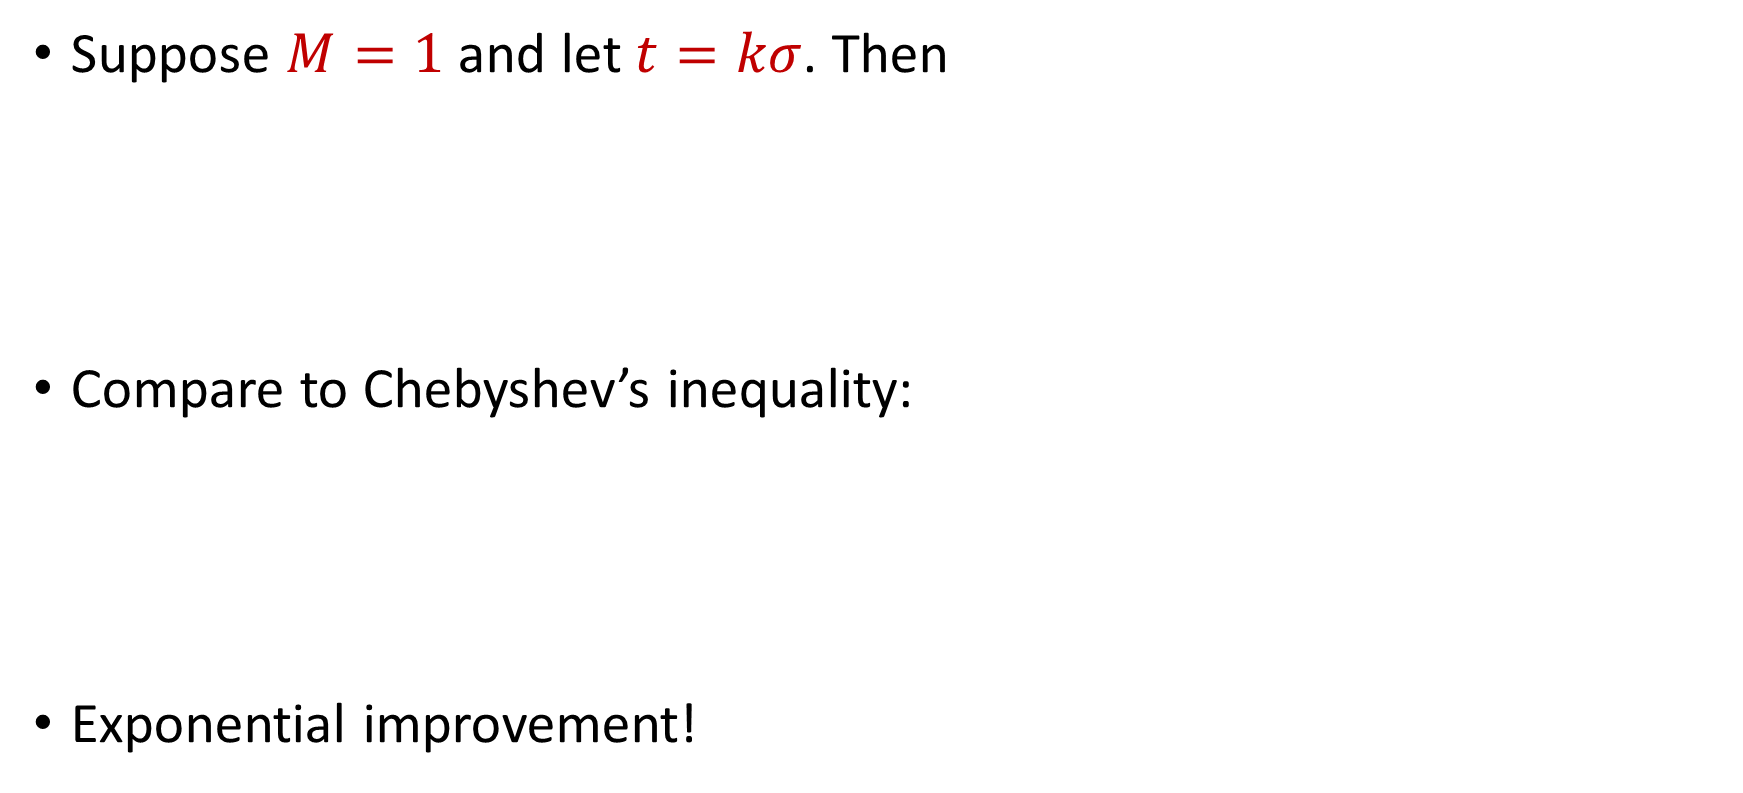 • Suppose M = 1 and let t = kσ. Then
• Compare to Chebyshev’s inequality:
• Exponential improvement!